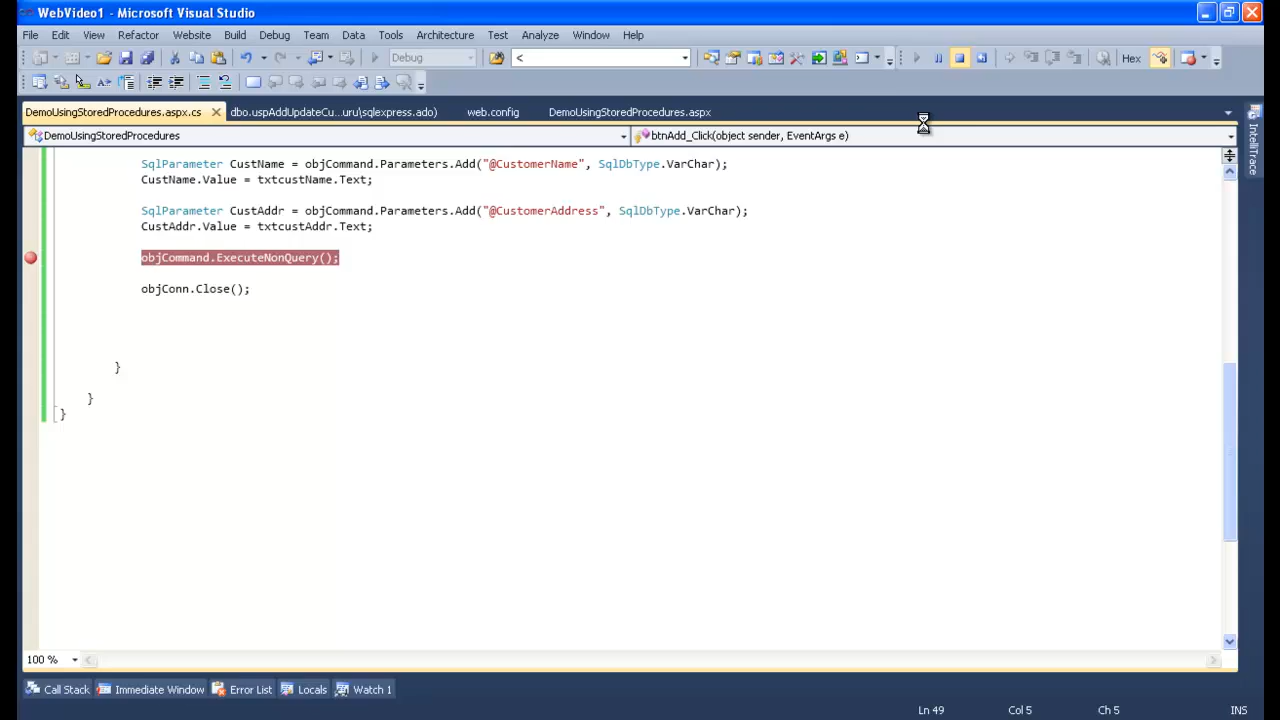 WebVideo1 - Microsoft Visual Studio
File Edit View Refactor Website Build Debug Team Data Tools Architecture Test Analyze Window Help
Debug < Hex
DemoUsingStoredProcedures.aspx.cs dbo.uspAddUpdateCu...uru\sqlexpress.ado) web.config DemoUsingStoredProcedures.aspx
DemoUsingStoredProcedures btnAdd_Click(object sender, EventArgs e)
IntelliTrace
SqlParameter CustName = objCommand.Parameters.Add("@CustomerName", SqlDbType.VarChar);
CustName.Value = txtcustName.Text;
SqlParameter CustAddr = objCommand.Parameters.Add("@CustomerAddress", SqlDbType.VarChar);
CustAddr.Value = txtcustAddr.Text;
objCommand.ExecuteNonQuery();
objConn.Close();
}
}
}
100 %
Call Stack Immediate Window Error List Locals Watch 1
Ln 49 Col 5 Ch 5 INS